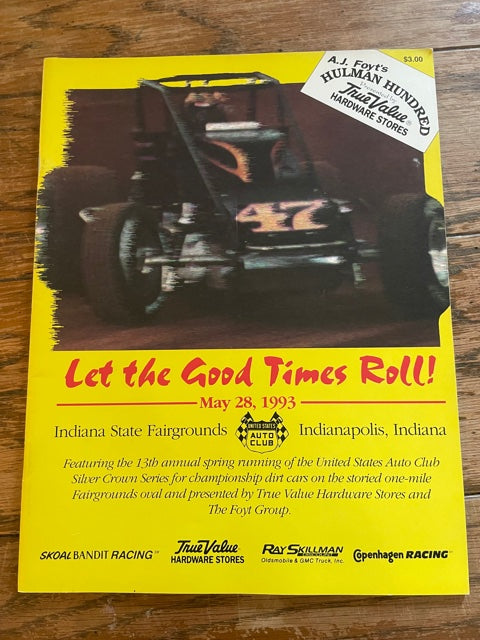 $3.00
A.J. Foyt's
HULMAN HUNDRED
Presented by
True Value®
HARDWARE STORES
47
Let the Good Times Roll!
May 28, 1993
Indiana State Fairgrounds
UNITED STATES
AUTO
CLUB
Indianapolis, Indiana
Featuring the 13th annual spring running of the United States Auto Club
Silver Crown Series for championship dirt cars on the storied one-mile
Fairgrounds oval and presented by True Value Hardware Stores and
The Foyt Group.
SKOAL BANDIT RACING℠
True Value
HARDWARE STORES
RAY SKILLMAN
Oldsmobile & GMC Truck, Inc.
Copenhagen RACING℠